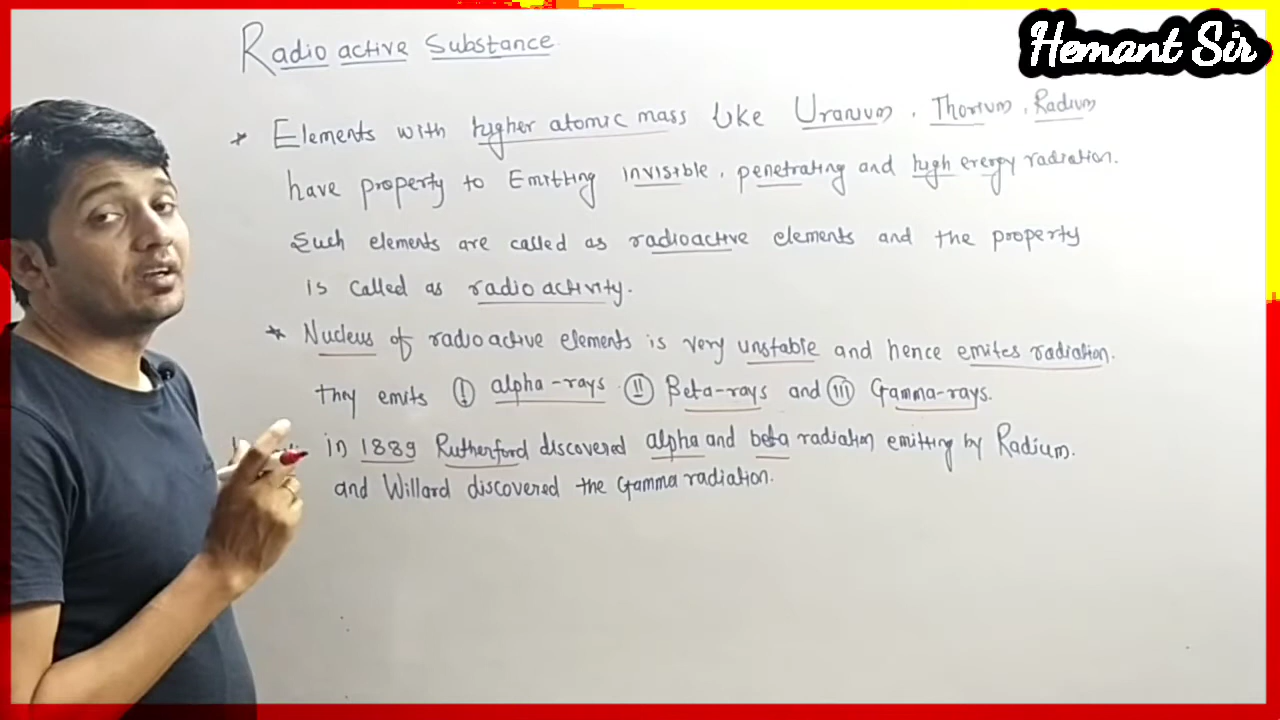 Hemant Sir
Radioactive Substance
* Elements with higher atomic mass like Uranium, Thorium, Radium
have property to Emitting invisible, penetrating and high energy radiation.
Such elements are called as radioactive elements and the property
is called as radioactivity.
* Nucleus of radioactive elements is very unstable and hence emites radiation.
They emits (I) alpha-rays (II) Beta-rays and (III) Gamma-rays.
in 1889 Rutherford discovered alpha and beta radiation emitting by Radium.
and Willard discovered the Gamma radiation.